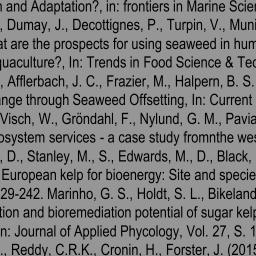 n and Adaptation?, in: frontiers in Marine Scien
, Dumay, J., Decottignes, P., Turpin, V., Muni
at are the prospects for using seaweed in hum
quaculture?, In: Trends in Food Science & Tec
, Afflerbach, J. C., Frazier, M., Halpern, B. S.
nge through Seaweed Offsetting, In: Current
Visch, W., Gröndahl, F., Nylund, G. M., Pavia
osystem services - a case study fromnthe wes
, D., Stanley, M., S., Edwards, M., D., Black,
European kelp for bioenergy: Site and specie
29-242. Marinho, G. S., Holdt, S. L., Bikeland
tion and bioremediation potential of sugar kelp
n: Journal of Applied Phycology, Vol. 27, S. 1
., Reddy, C.R.K., Cronin, H., Forster, J. (2015